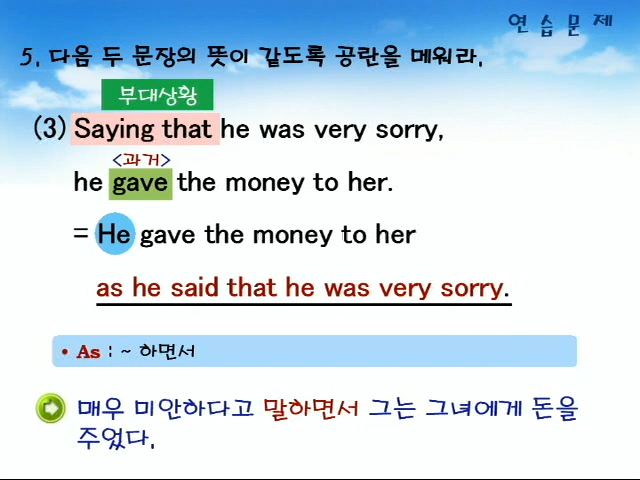 연습문제
5. 다음 두 문장의 뜻이 같도록 공란을 메워라.
부대상황
(3) Saying that he was very sorry,
<과거>
he gave the money to her.
= He gave the money to her
as he said that he was very sorry.
• As : ~ 하면서
매우 미안하다고 말하면서 그는 그녀에게 돈을
주었다.